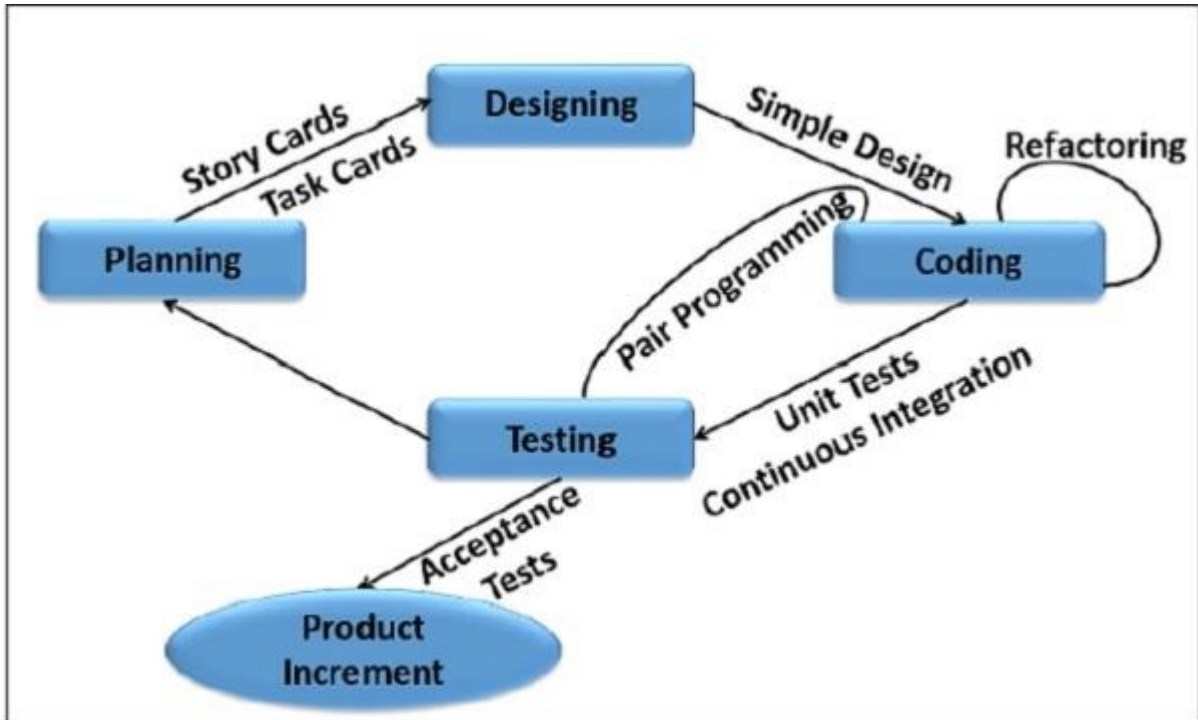 Designing
Story Cards
Task Cards
Simple Design
Refactoring
Planning
Pair Programming
Coding
Unit Tests
Continuous Integration
Testing
Acceptance
Tests
Product
Increment